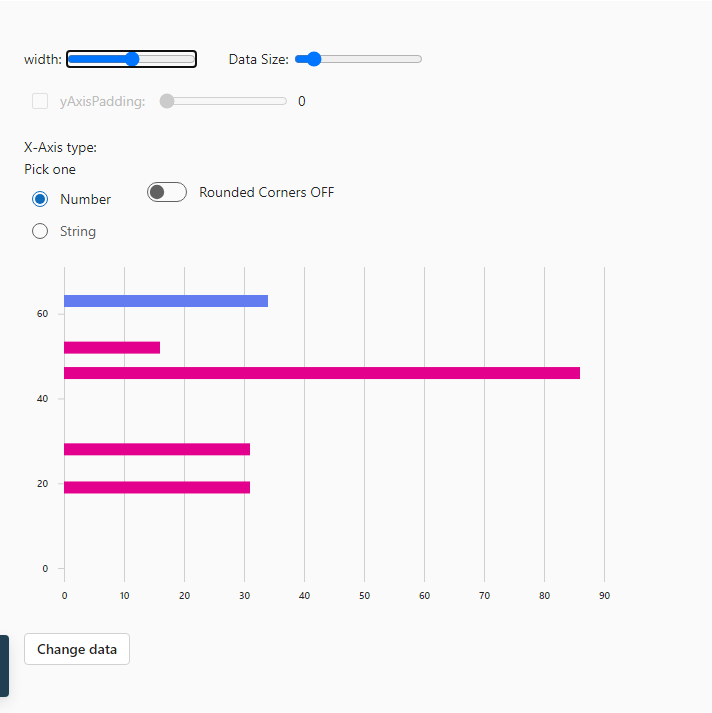 width: Data Size:
yAxisPadding: 0
X-Axis type:
Pick one
Number Rounded Corners OFF
String
60
40
20
0
0 10 20 30 40 50 60 70 80 90
Change data